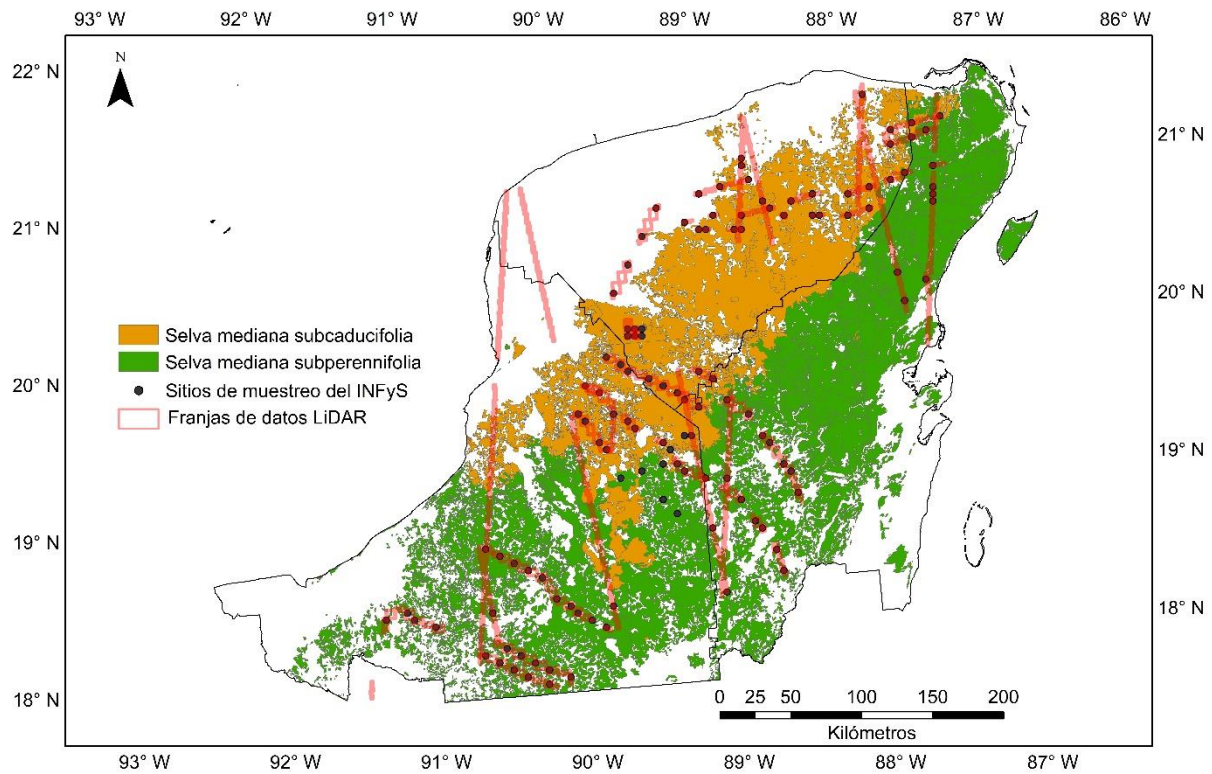 93° W 92° W 91° W 90° W 89° W 88° W 87° W 86° W
N
22° N
21° N
21° N
20° N
20° N
19° N
19° N
18° N
18° N
Selva mediana subcaducifolia
Selva mediana subperennifolia
Sitios de muestreo del INFyS
Franjas de datos LiDAR
0 25 50 100 150 200
Kilómetros
93° W 92° W 91° W 90° W 89° W 88° W 87° W